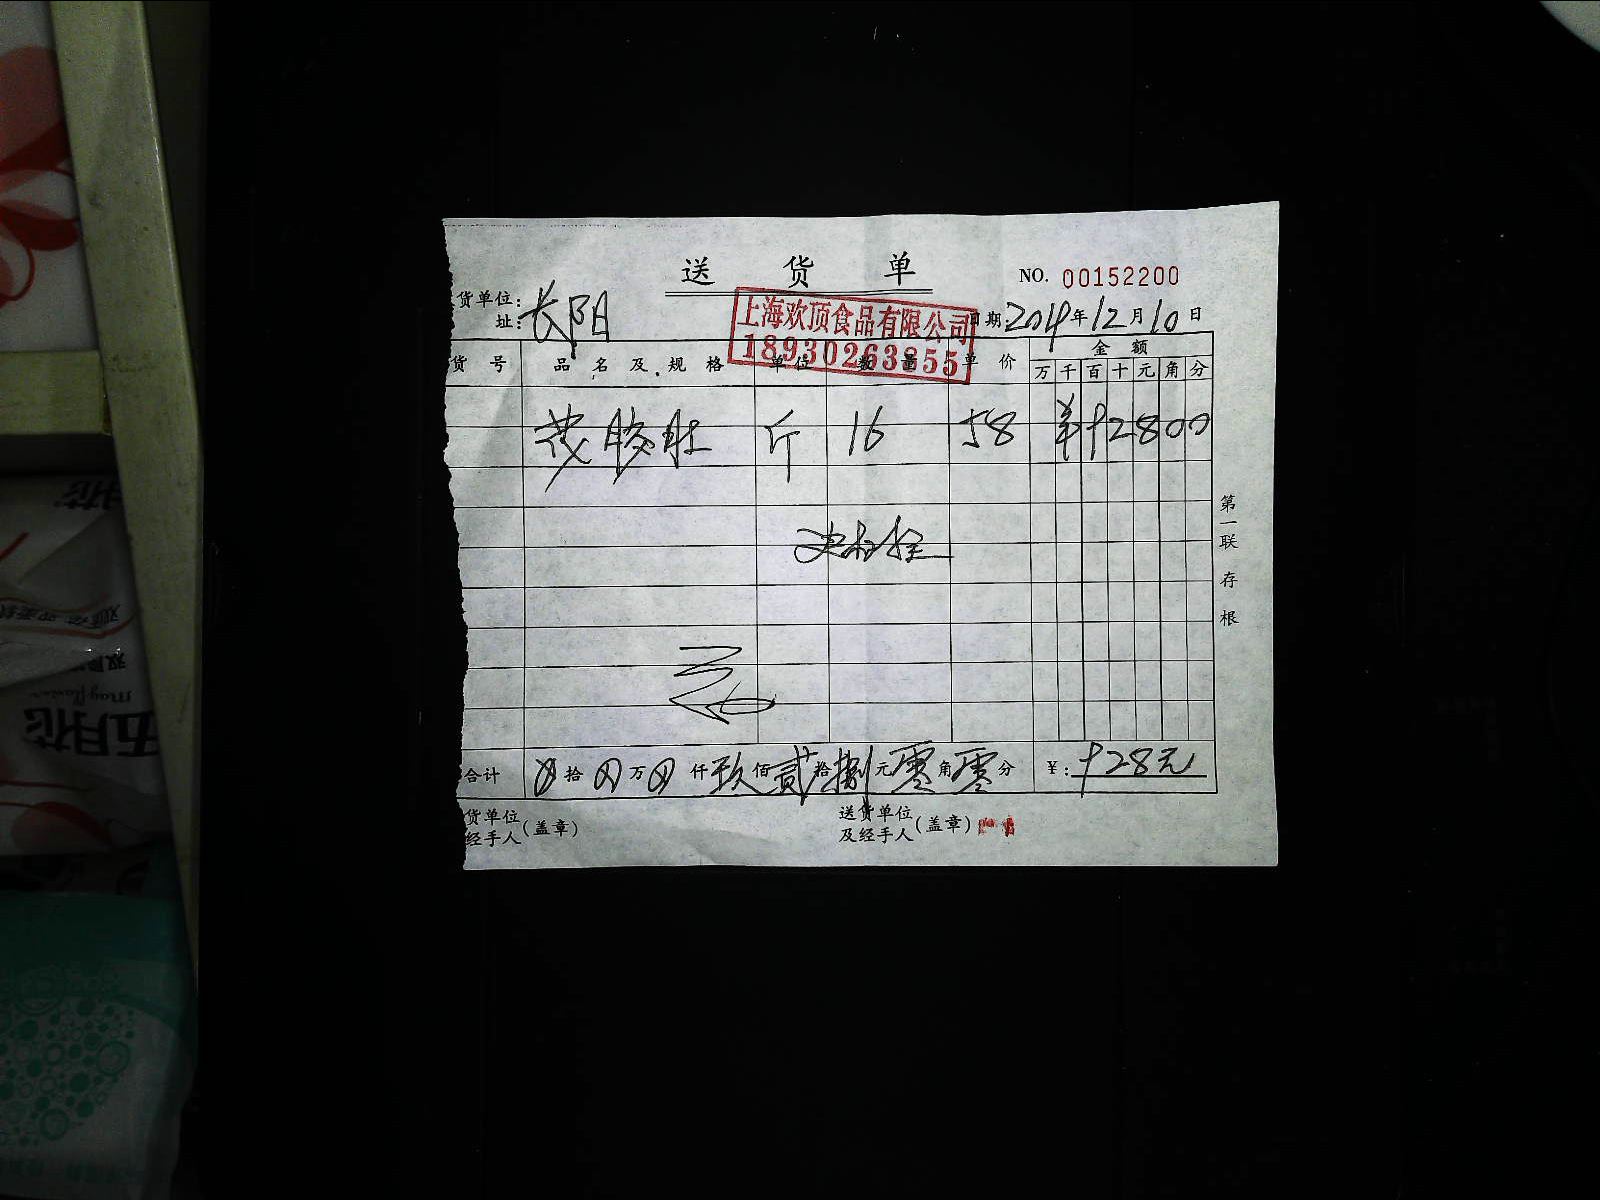 送 货 单
NO. 00152200
货单位:
址: 长阳
上海欢顶食品有限公司
18930263855
日期 2014年12月10日
货 号 品 名 及 规 格 单位 数 量 单 价 金 额
万 千 百 十 元 角 分
斤 16 58 ¥92800
第一联 存根
合计 拾 万 仟 玖 佰 贰 拾 捌 元 零 角 零 分 ¥: 928元
货单位
经手人(盖章)
送货单位
及经手人(盖章)
五月花